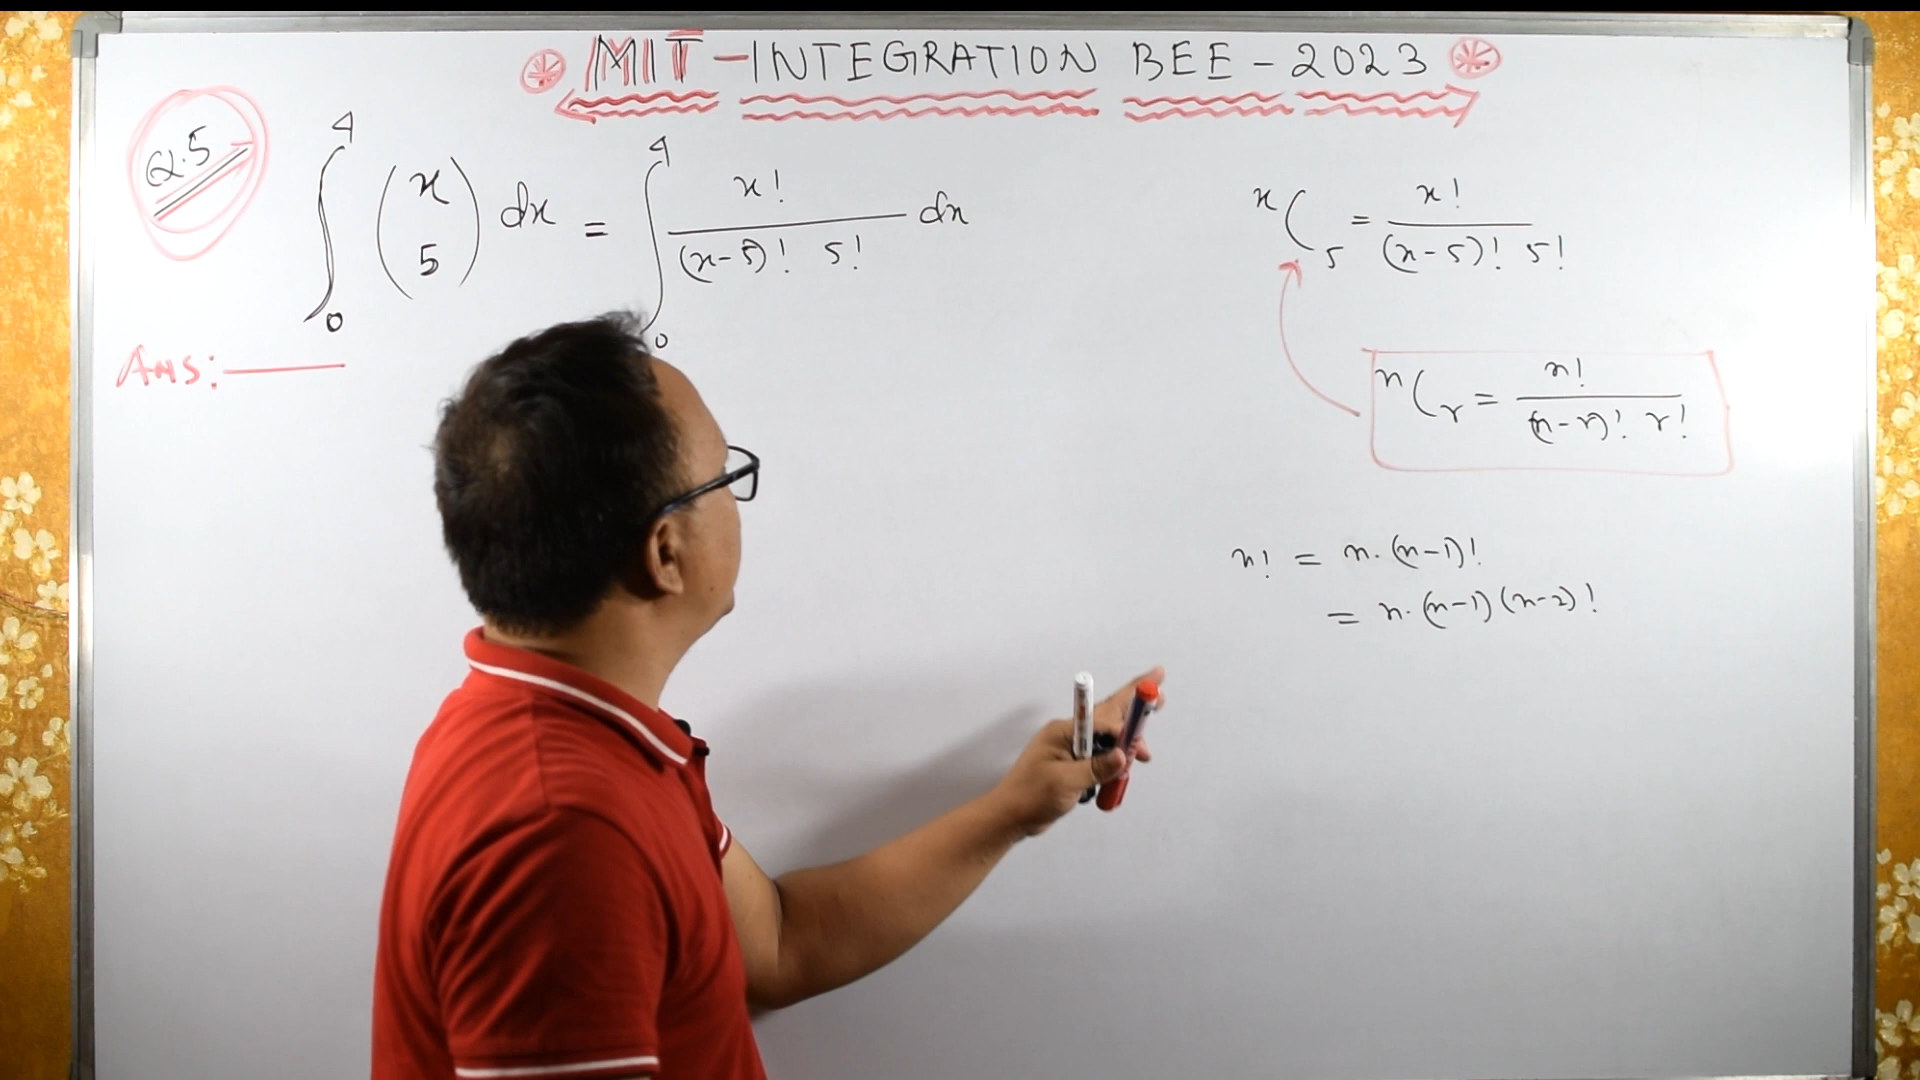 MIT - INTEGRATION BEE - 2023
Q.5
∫₀⁴ (x 5) dx = ∫₀⁴ x! / (x-5)! 5! dx
ˣC₅ = x! / (x-5)! 5!
Ans:
ⁿCᵣ = n! / (n-r)! r!
n! = n.(n-1)!
= n.(n-1)(n-2)!